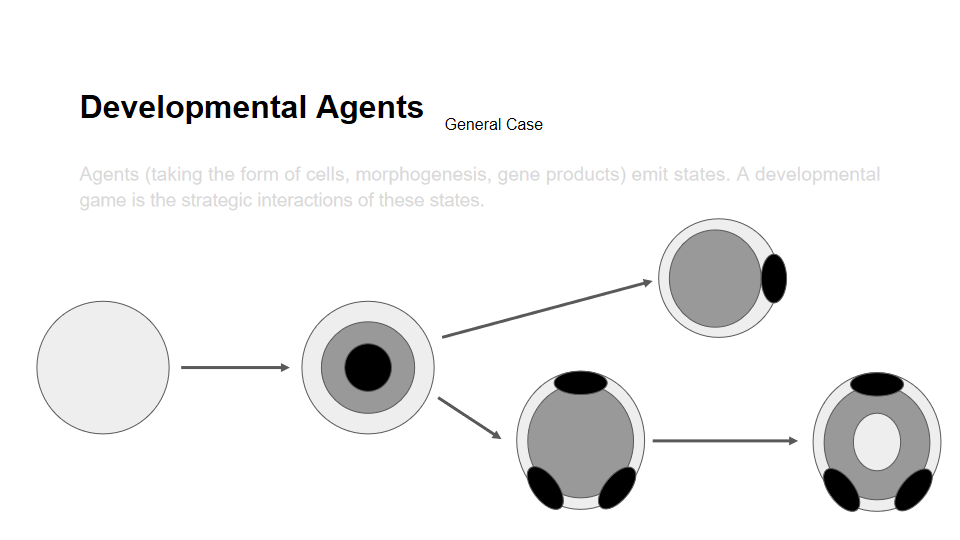 Developmental Agents
General Case
Agents (taking the form of cells, morphogenesis, gene products) emit states. A developmental
game is the strategic interactions of these states.